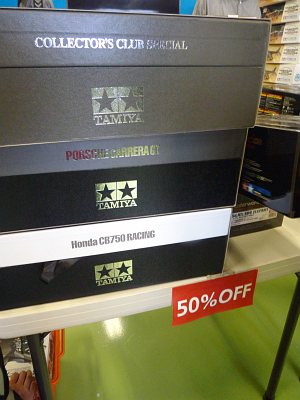 COLLECTOR'S CLUB SPECIAL
TAMIYA
PORSCHE CARRERA GT
TAMIYA
Honda CB750 RACING
TAMIYA
50% OFF